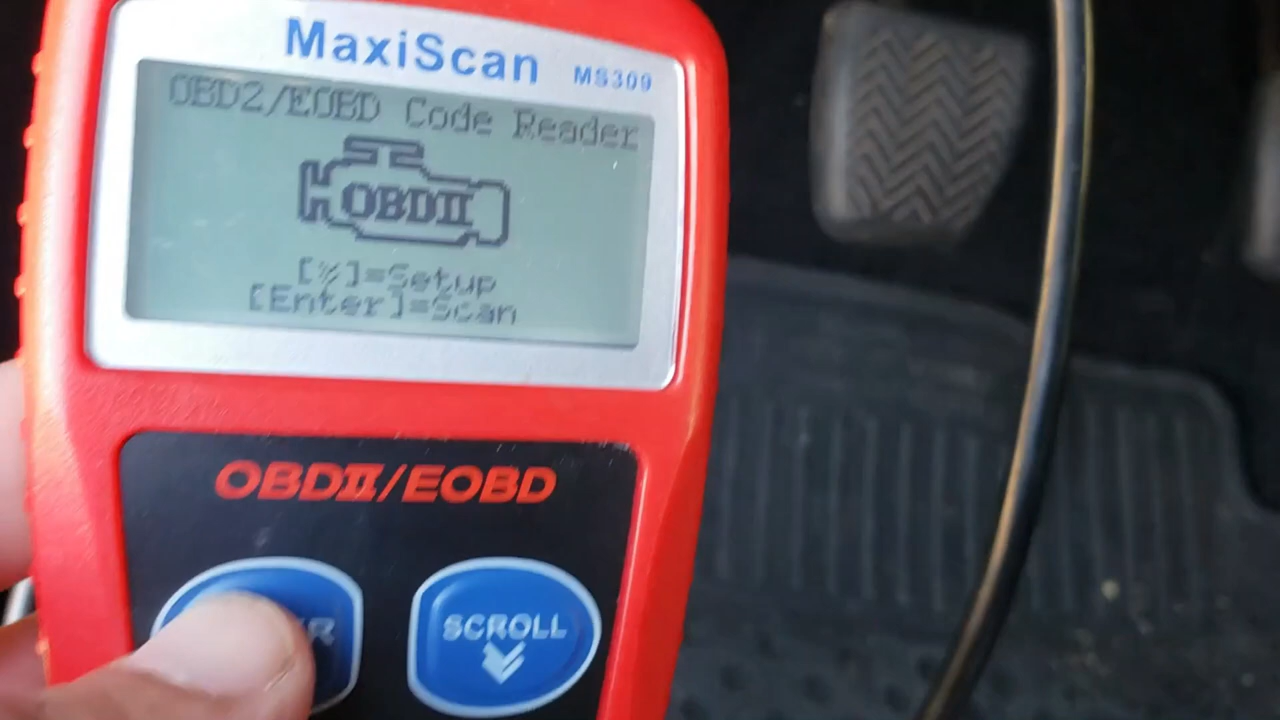 MaxiScan MS309
OBD2/EOBD Code Reader
OBDII
[※]=Setup
[Enter]=Scan
OBDII/EOBD
SCROLL